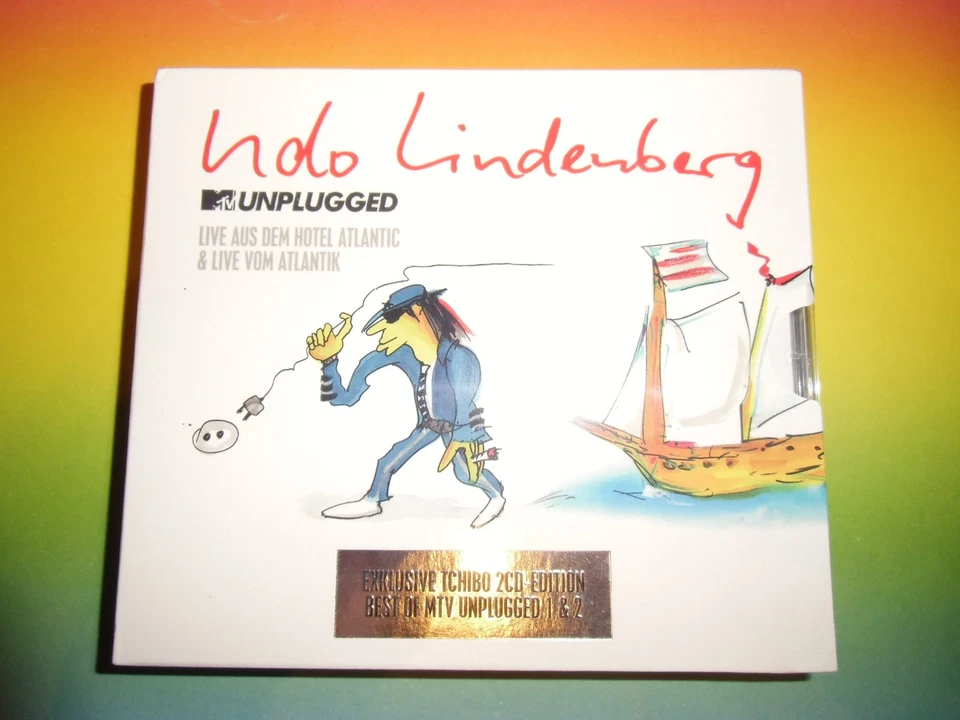 Udo Lindenberg
MTV UNPLUGGED
LIVE AUS DEM HOTEL ATLANTIC
& LIVE VOM ATLANTIK
EXKLUSIVE TCHIBO 2CD-EDITION
BEST OF MTV UNPLUGGED 1 & 2